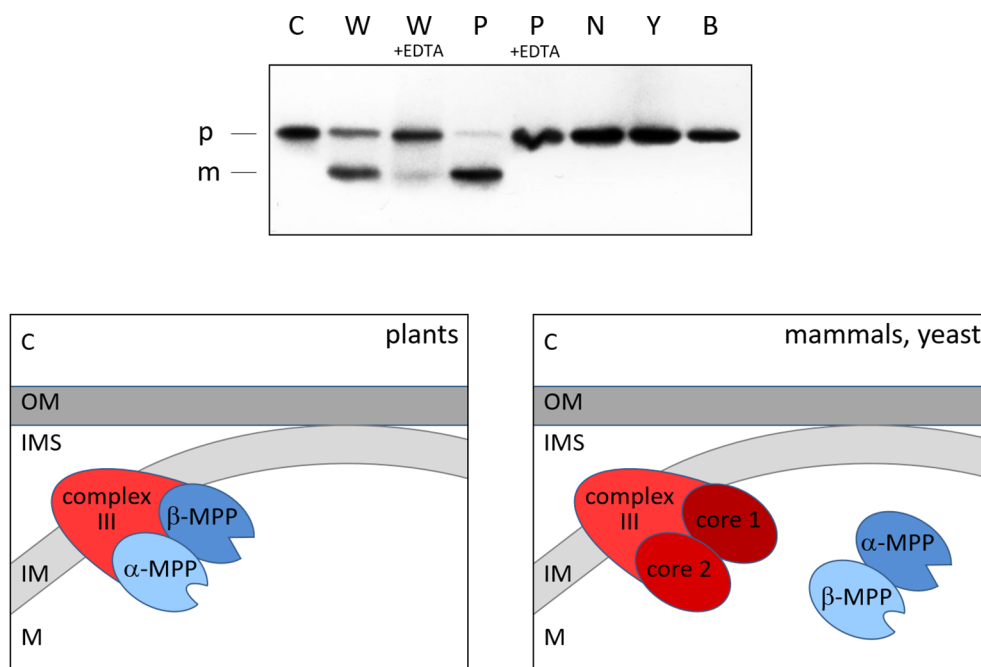 C W W P P N Y B
+EDTA +EDTA
p
m
plants
C
OM
IMS
complex
III
β-MPP
α-MPP
IM
M
mammals, yeast
C
OM
IMS
complex
III
core 1
core 2
α-MPP
β-MPP
IM
M